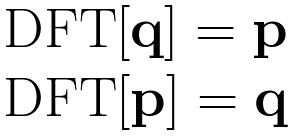 DFT[q] = p
DFT[p] = q